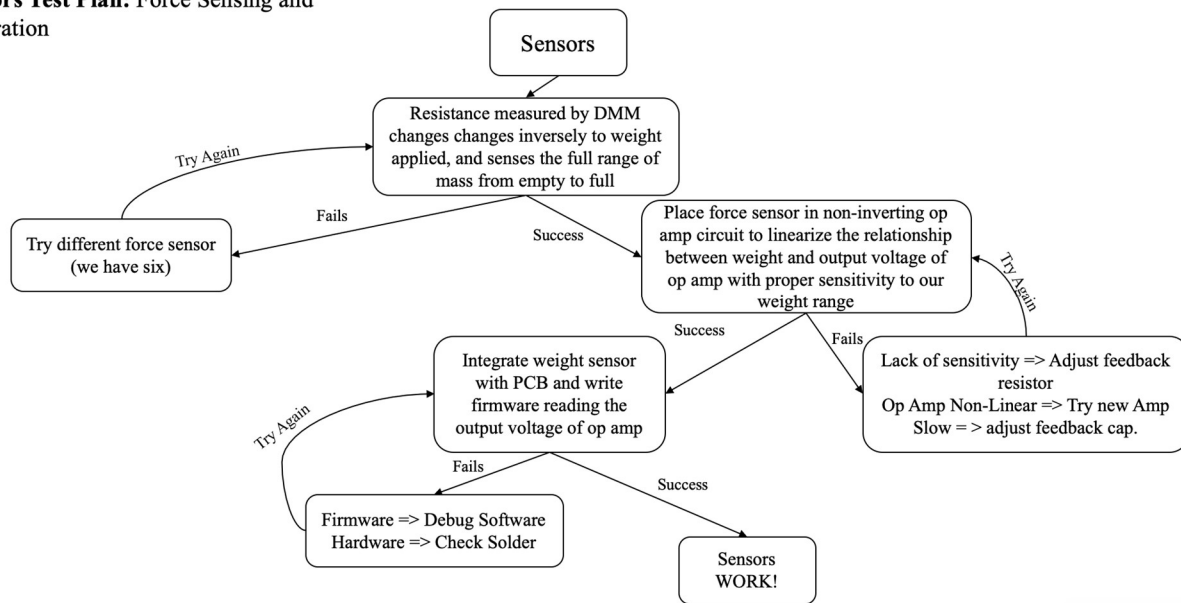 Test Plan: Force Sensing and
Sensors
Resistance measured by DMM
changes changes inversely to weight
applied, and senses the full range of
mass from empty to full
Try Again
Fails
Success
Try different force sensor
(we have six)
Place force sensor in non-inverting op
amp circuit to linearize the relationship
between weight and output voltage of
op amp with proper sensitivity to our
weight range
Try Again
Success
Fails
Integrate weight sensor
with PCB and write
firmware reading the
output voltage of op amp
Lack of sensitivity => Adjust feedback
resistor
Op Amp Non-Linear => Try new Amp
Slow = > adjust feedback cap.
Try Again
Fails
Success
Firmware => Debug Software
Hardware => Check Solder
Sensors
WORK!